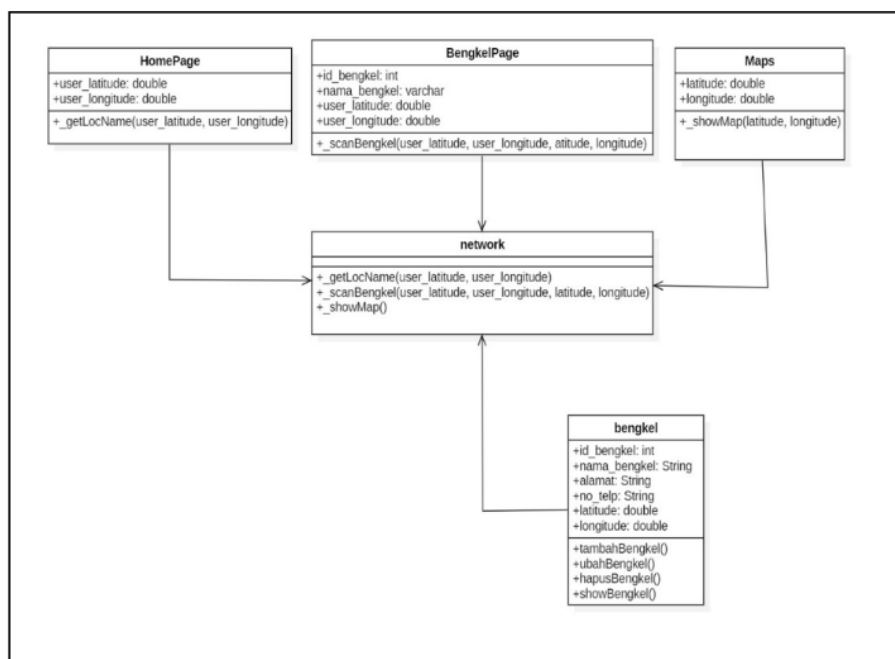 HomePage
+user_latitude: double
+user_longitude: double
+_getLocName(user_latitude, user_longitude)
BengkelPage
+id_bengkel: int
+nama_bengkel: varchar
+user_latitude: double
+user_longitude: double
+_scanBengkel(user_latitude, user_longitude, atitude, longitude)
Maps
+latitude: double
+longitude: double
+_showMap(latitude, longitude)
network
+_getLocName(user_latitude, user_longitude)
+_scanBengkel(user_latitude, user_longitude, latitude, longitude)
+_showMap()
bengkel
+id_bengkel: int
+nama_bengkel: String
+alamat: String
+no_telp: String
+latitude: double
+longitude: double
+tambahBengkel()
+ubahBengkel()
+hapusBengkel()
+showBengkel()